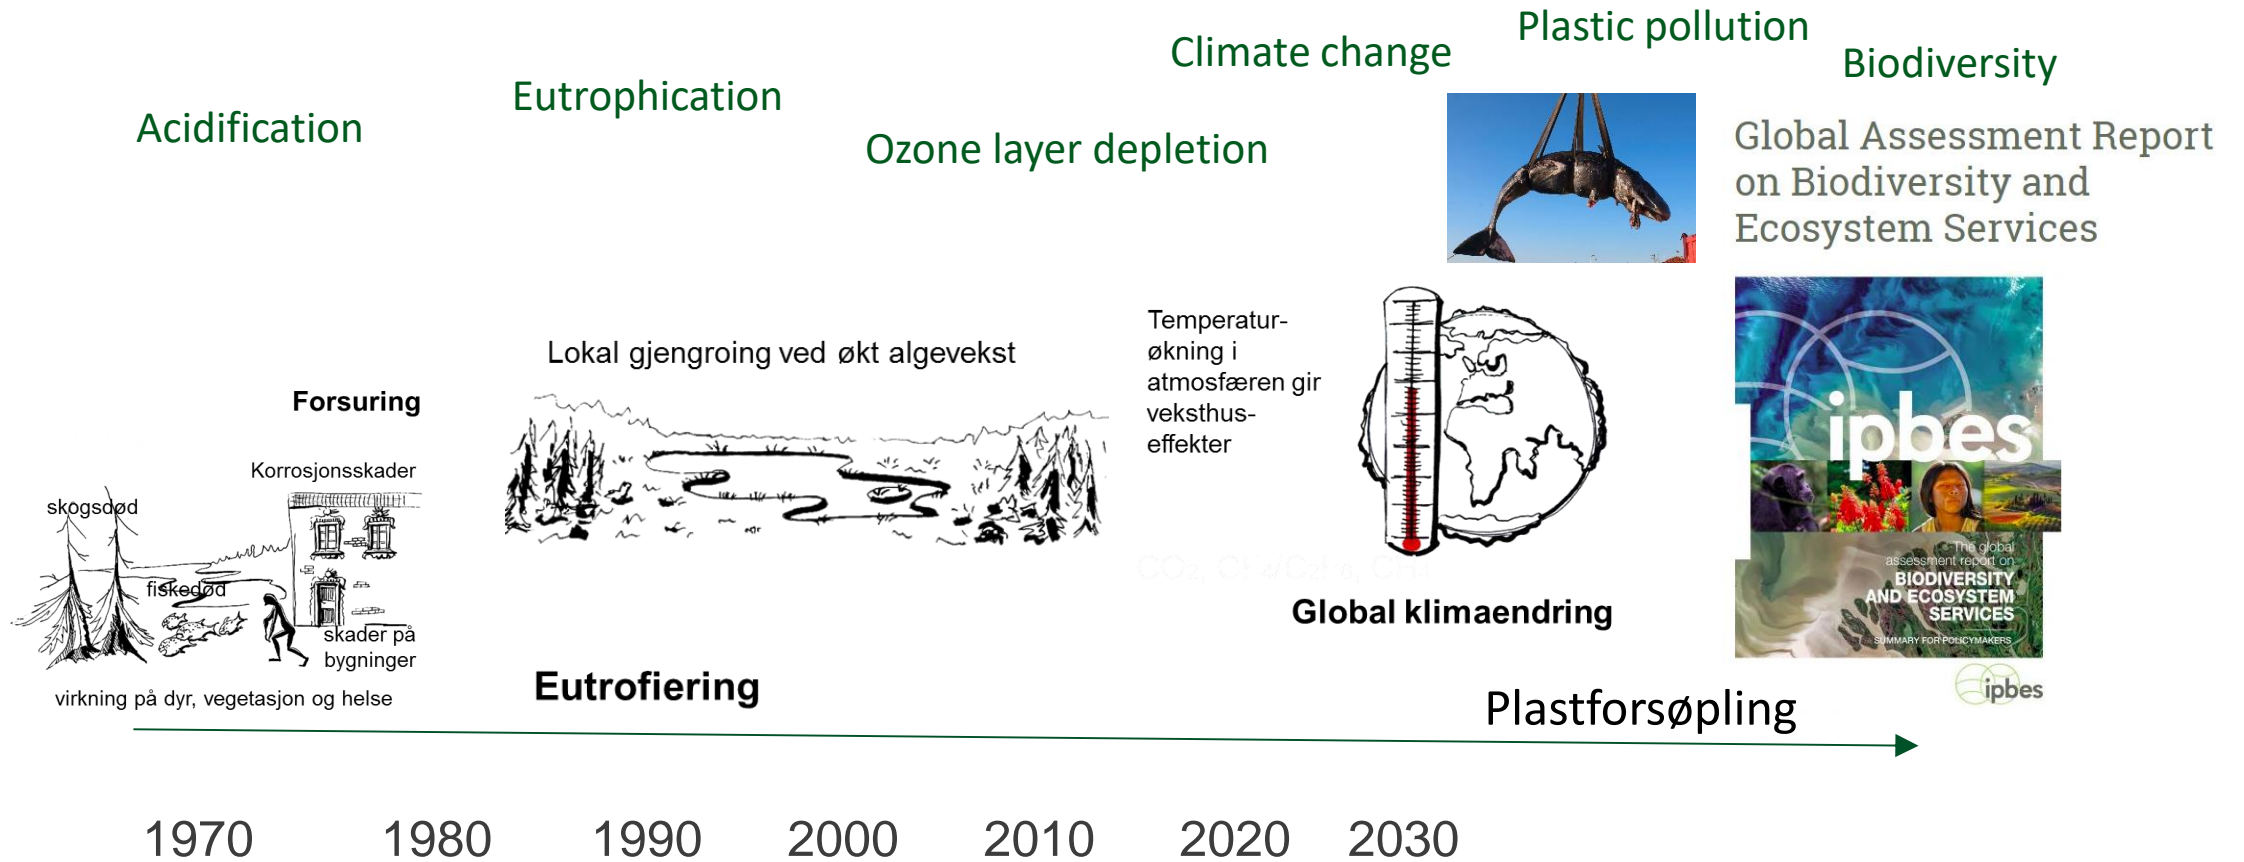 Plastic pollution
Climate change
Biodiversity
Eutrophication
Acidification
Ozone layer depletion
Global Assessment Report
on Biodiversity and
Ecosystem Services
Temperatur-
økning i
atmosfæren gir
veksthus-
effekter
Lokal gjengroing ved økt algevekst
Forsuring
Korrosjonsskader
skogsdød
fiskedød
skader på
bygninger
virkning på dyr, vegetasjon og helse
Eutrofiering
Global klimaendring
ipbes
The global
assessment report on
BIODIVERSITY
AND ECOSYSTEM
SERVICES
SUMMARY FOR POLICYMAKERS
ipbes
Plastforsøpling
1970 1980 1990 2000 2010 2020 2030